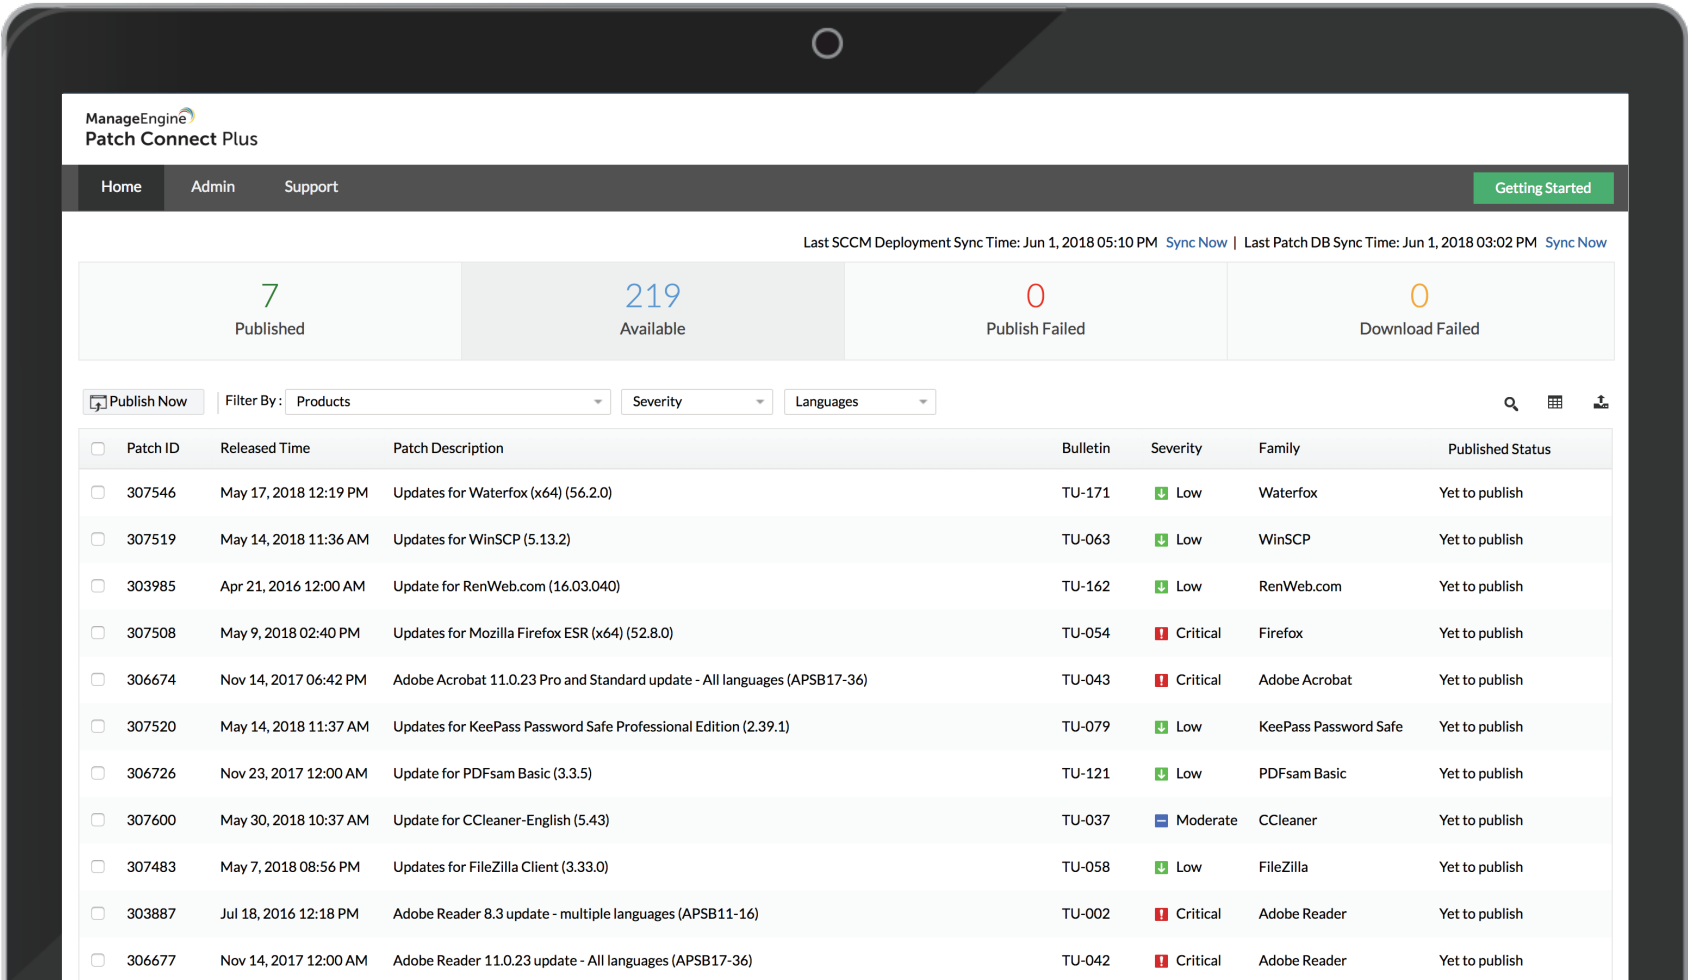 ManageEngine
Patch Connect Plus
Home Admin Support Getting Started
Last SCCM Deployment Sync Time: Jun 1, 2018 05:10 PM Sync Now | Last Patch DB Sync Time: Jun 1, 2018 03:02 PM Sync Now
7 219 0 0
Published Available Publish Failed Download Failed
Publish Now Filter By : Products Severity Languages
Patch ID Released Time Patch Description Bulletin Severity Family Published Status
307546 May 17, 2018 12:19 PM Updates for Waterfox (x64) (56.2.0) TU-171 Low Waterfox Yet to publish
307519 May 14, 2018 11:36 AM Updates for WinSCP (5.13.2) TU-063 Low WinSCP Yet to publish
303985 Apr 21, 2016 12:00 AM Update for RenWeb.com (16.03.040) TU-162 Low RenWeb.com Yet to publish
307508 May 9, 2018 02:40 PM Updates for Mozilla Firefox ESR (x64) (52.8.0) TU-054 Critical Firefox Yet to publish
306674 Nov 14, 2017 06:42 PM Adobe Acrobat 11.0.23 Pro and Standard update - All languages (APSB17-36) TU-043 Critical Adobe Acrobat Yet to publish
307520 May 14, 2018 11:37 AM Updates for KeePass Password Safe Professional Edition (2.39.1) TU-079 Low KeePass Password Safe Yet to publish
306726 Nov 23, 2017 12:00 AM Update for PDFsam Basic (3.3.5) TU-121 Low PDFsam Basic Yet to publish
307600 May 30, 2018 10:37 AM Update for CCleaner-English (5.43) TU-037 Moderate CCleaner Yet to publish
307483 May 7, 2018 08:56 PM Updates for FileZilla Client (3.33.0) TU-058 Low FileZilla Yet to publish
303887 Jul 18, 2016 12:18 PM Adobe Reader 8.3 update - multiple languages (APSB11-16) TU-002 Critical Adobe Reader Yet to publish
306677 Nov 14, 2017 12:00 AM Adobe Reader 11.0.23 update - All languages (APSB17-36) TU-042 Critical Adobe Reader Yet to publish